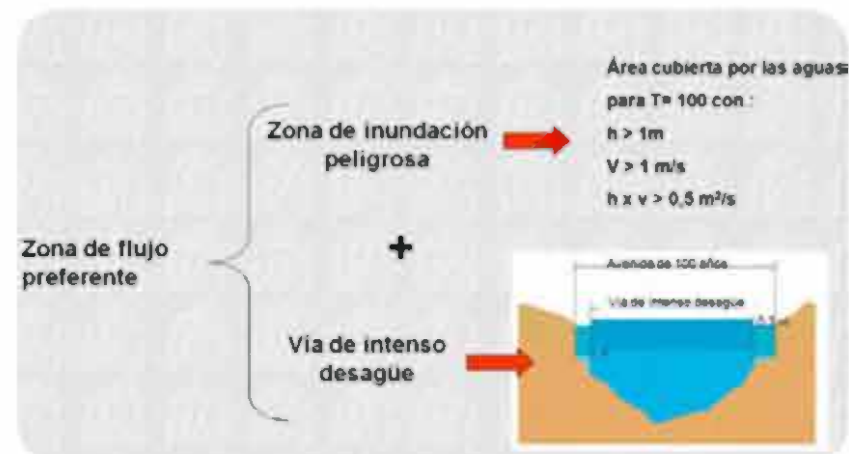 Área cubierta por las aguas
para T= 100 con :
h > 1m
V > 1 m/s
h x v > 0,5 m²/s
Zona de inundación
peligrosa
+
Zona de flujo
preferente
Vía de intenso
desague
Avenida de 100 años
Vía de intenso desagüe